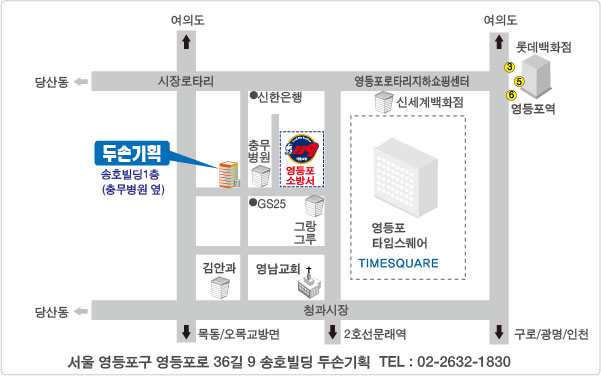 여의도
여의도
롯데백화점
당산동
시장로타리
영등포로타리지하쇼핑센터
3
5
6
영등포역
신한은행
신세계백화점
두손기획
송호빌딩1층
(충무병원 옆)
충무
병원
119
영등포
소방서
GS25
그랑
그루
영등포
타임스퀘어
TIMESQUARE
김안과
영남교회
당산동
청과시장
목동/오목교방면
2호선문래역
구로/광명/인천
서울 영등포구 영등포로 36길 9 송호빌딩 두손기획 TEL : 02-2632-1830